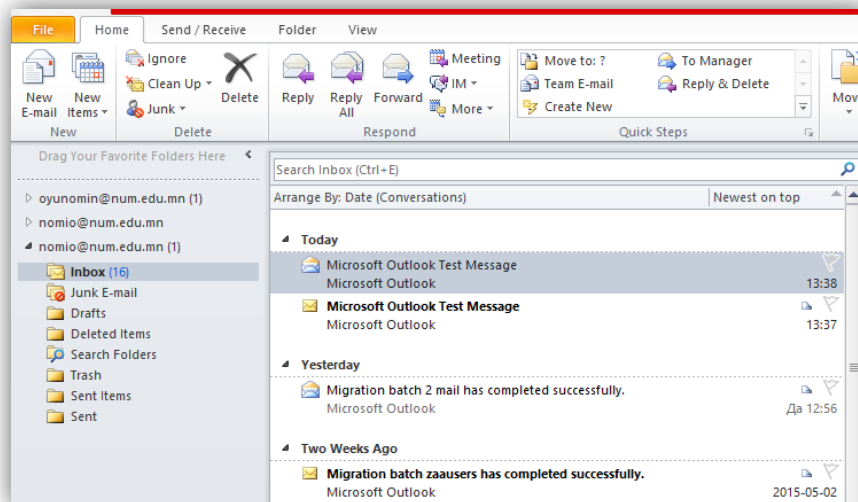 File Home Send / Receive Folder View
New E-mail
New Items
New
Ignore
Clean Up
Junk
Delete
Delete
Reply
Reply All
Forward
Meeting
IM
More
Respond
Move to: ?
To Manager
Team E-mail
Reply & Delete
Create New
Quick Steps
Drag Your Favorite Folders Here
oyunomin@num.edu.mn (1)
nomio@num.edu.mn
nomio@num.edu.mn (1)
Inbox (16)
Junk E-mail
Drafts
Deleted Items
Search Folders
Trash
Sent Items
Sent
Search Inbox (Ctrl+E)
Arrange By: Date (Conversations) Newest on top
Today
Microsoft Outlook Test Message
Microsoft Outlook 13:38
Microsoft Outlook Test Message
Microsoft Outlook 13:37
Yesterday
Migration batch 2 mail has completed successfully.
Microsoft Outlook Да 12:56
Two Weeks Ago
Migration batch zaausers has completed successfully.
Microsoft Outlook 2015-05-02